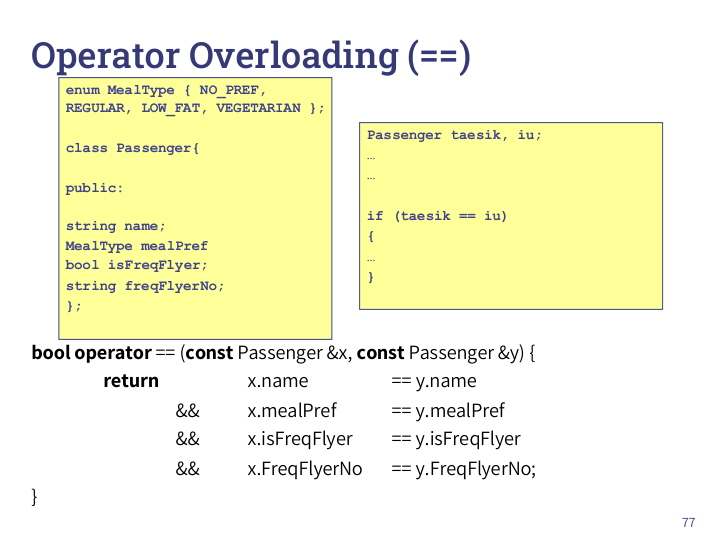 Operator Overloading (==)
enum MealType { NO_PREF,
REGULAR, LOW_FAT, VEGETARIAN };
class Passenger{
public:
string name;
MealType mealPref
bool isFreqFlyer;
string freqFlyerNo;
};
Passenger taesik, iu;
…
…
if (taesik == iu)
{
…
}
bool operator == (const Passenger &x, const Passenger &y) {
return x.name == y.name
&& x.mealPref == y.mealPref
&& x.isFreqFlyer == y.isFreqFlyer
&& x.FreqFlyerNo == y.FreqFlyerNo;
}
77